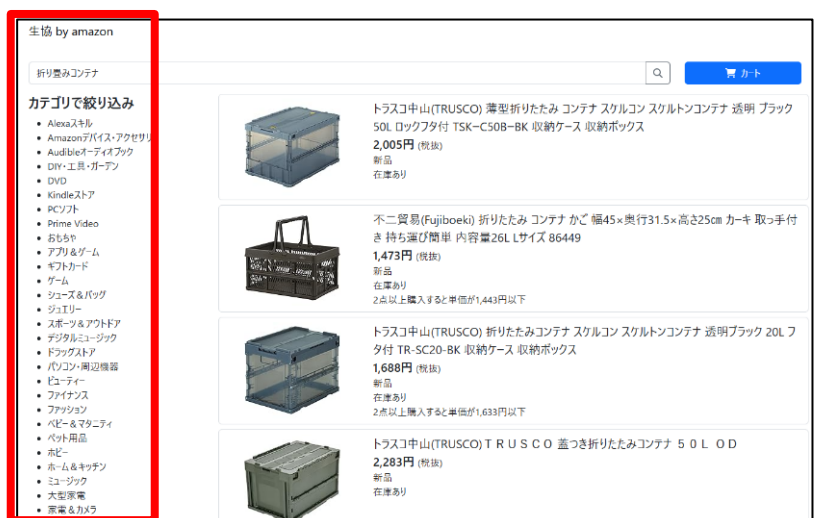 生協 by amazon
折り畳みコンテナ
カート
カテゴリで絞り込み
Alexaスキル
Amazonデバイス・アクセサリ
Audibleオーディオブック
DIY・工具・ガーデン
DVD
Kindleストア
PCソフト
Prime Video
おもちゃ
アプリ＆ゲーム
ギフトカード
ゲーム
シューズ＆バッグ
ジュエリー
スポーツ＆アウトドア
デジタルミュージック
ドラッグストア
パソコン・周辺機器
ビューティー
ファイナンス
ファッション
ベビー＆マタニティ
ペット用品
ホビー
ホーム＆キッチン
ミュージック
大型家電
家電＆カメラ
トラスコ中山(TRUSCO) 薄型折りたたみ コンテナ スケルコン スケルトンコンテナ 透明 ブラック
50L ロックフタ付 TSK-C50B-BK 収納ケース 収納ボックス
2,005円 (税抜)
新品
在庫あり
不二貿易(Fujiboeki) 折りたたみ コンテナ かご 幅45×奥行31.5×高さ25㎝ カーキ 取っ手付
き 持ち運び簡単 内容量26L Lサイズ 86449
1,473円 (税抜)
新品
在庫あり
2点以上購入すると単価が1,443円以下
トラスコ中山(TRUSCO) 折りたたみコンテナ スケルコン スケルトンコンテナ 透明ブラック 20L フ
タ付 TR-SC20-BK 収納ケース 収納ボックス
1,688円 (税抜)
新品
在庫あり
2点以上購入すると単価が1,633円以下
トラスコ中山(TRUSCO)ＴＲＵＳＣＯ 蓋つき折りたたみコンテナ ５０Ｌ ＯＤ
2,283円 (税抜)
新品
在庫あり